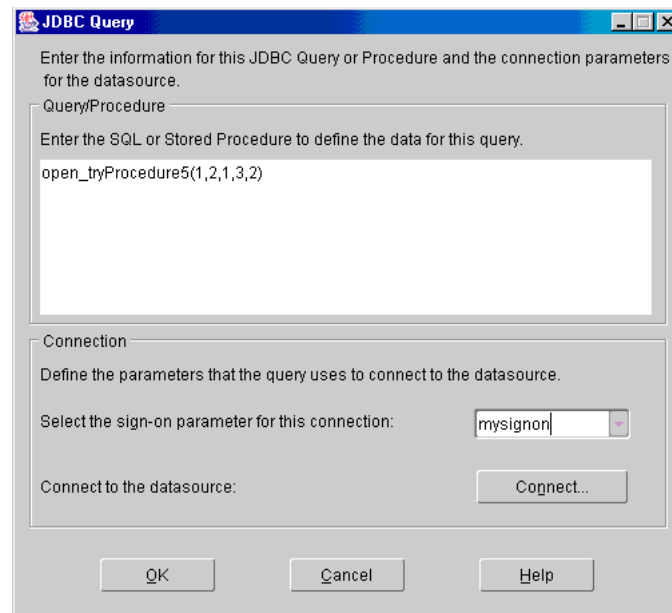 JDBC Query
Enter the information for this JDBC Query or Procedure and the connection parameters
for the datasource.
Query/Procedure
Enter the SQL or Stored Procedure to define the data for this query.
open_tryProcedure5(1,2,1,3,2)
Connection
Define the parameters that the query uses to connect to the datasource.
Select the sign-on parameter for this connection:
mysignon
Connect to the datasource:
Connect...
OK Cancel Help